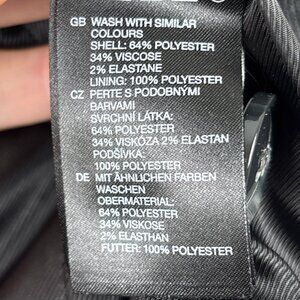 GB WASH WITH SIMILAR
COLOURS
SHELL: 64% POLYESTER
34% VISCOSE
2% ELASTANE
LINING: 100% POLYESTER
CZ PERTE S PODOBNÝMI
BARVAMI
SVRCHNÍ LÁTKA:
64% POLYESTER
34% VISKÓZA 2% ELASTAN
PODŠÍVKA:
100% POLYESTER
DE MIT ÄHNLICHEN FARBEN
WASCHEN
OBERMATERIAL:
64% POLYESTER
34% VISKOSE
2% ELASTHAN
FUTTER: 100% POLYESTER